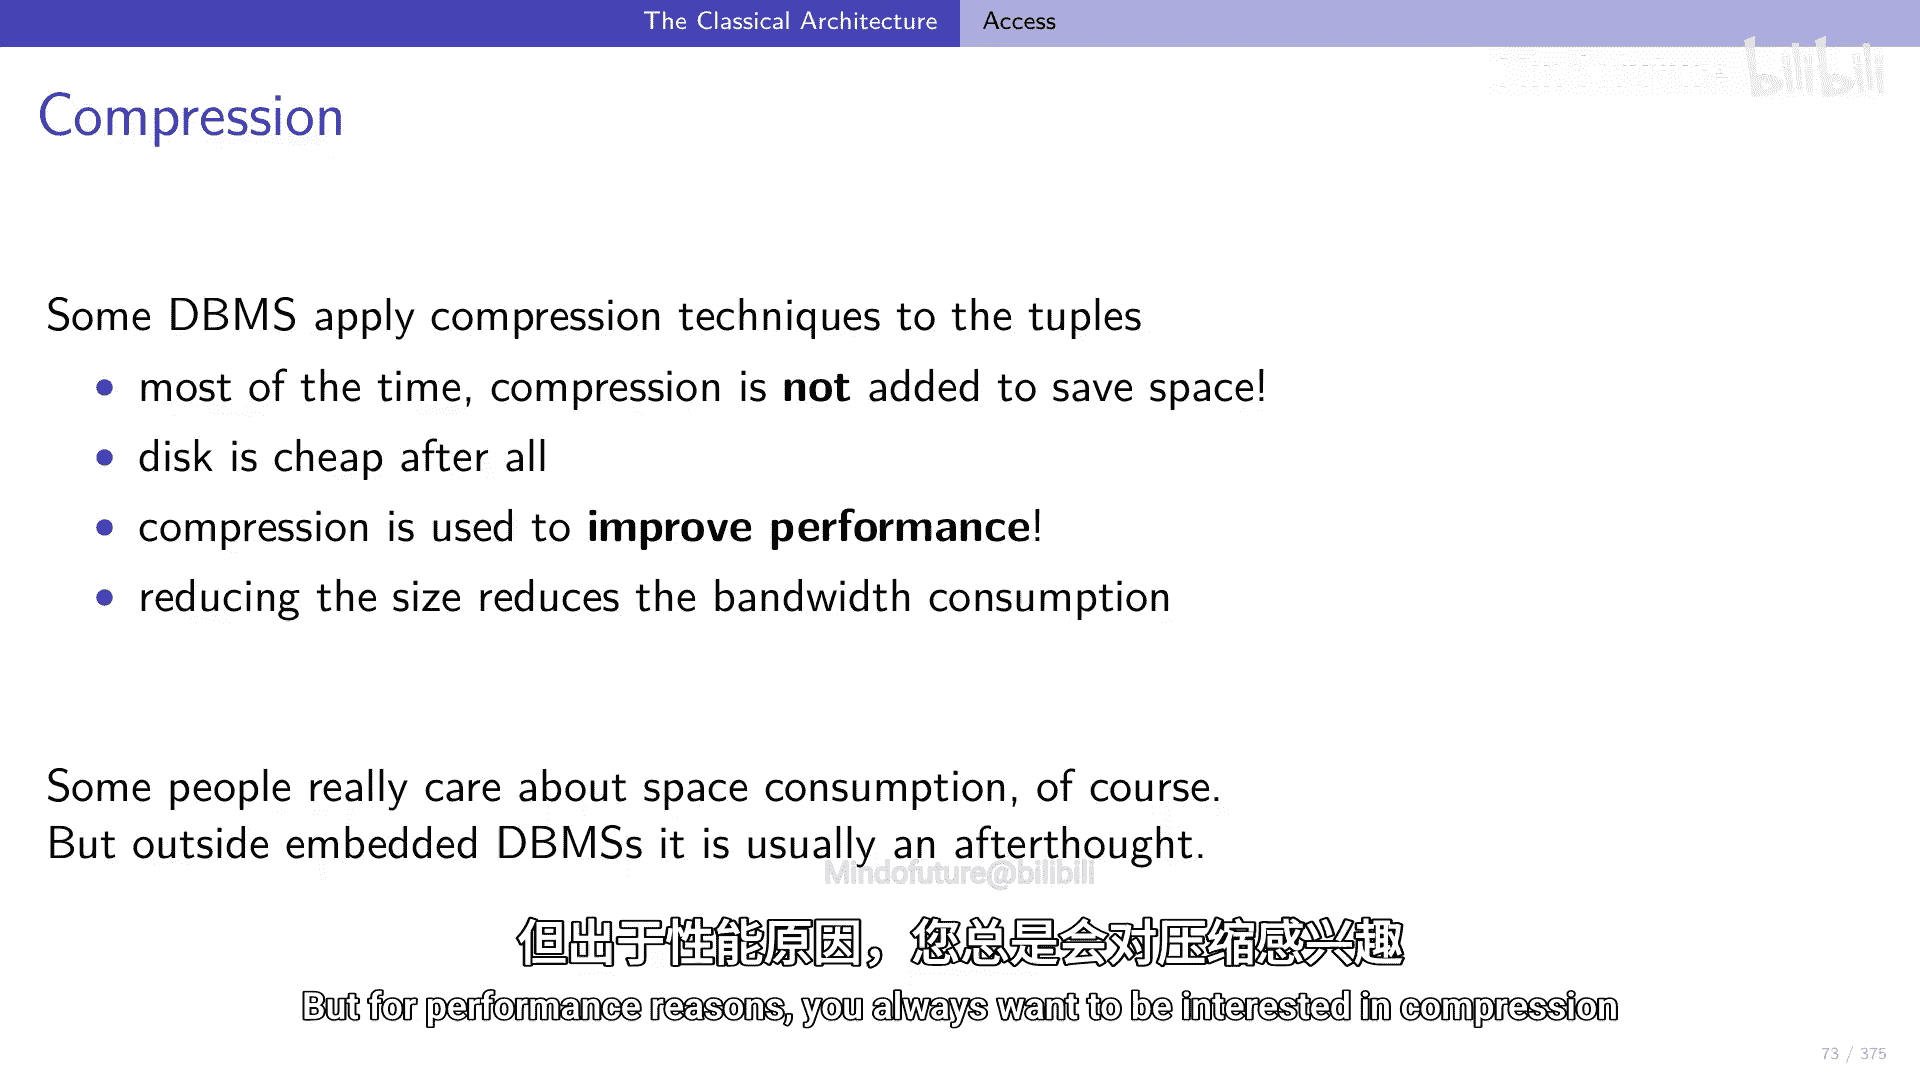 The Classical Architecture Access
bilibili
Compression
Some DBMS apply compression techniques to the tuples
• most of the time, compression is not added to save space!
• disk is cheap after all
• compression is used to improve performance!
• reducing the size reduces the bandwidth consumption
Some people really care about space consumption, of course.
But outside embedded DBMSs it is usually an afterthought.
Mindofuture@bilibili
但出于性能原因，您总是会对压缩感兴趣
But for performance reasons, you always want to be interested in compression
73 / 375